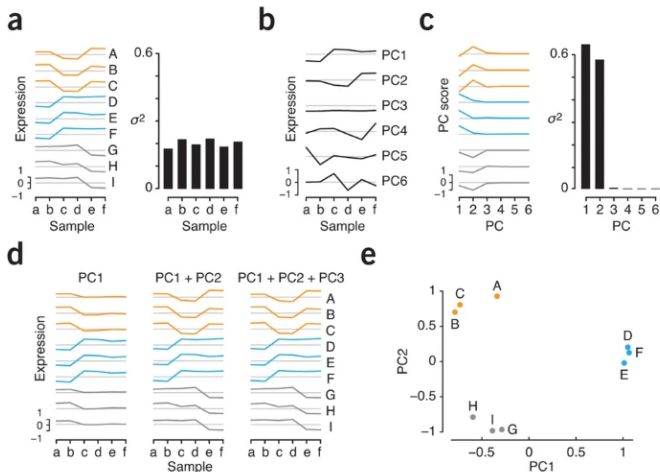 a
Expression
A
B
C
D
E
F
G
H
I
1
0
−1
a b c d e f
Sample
0.6
σ²
0
a b c d e f
Sample
b
Expression
PC1
PC2
PC3
PC4
PC5
PC6
1
0
−1
a b c d e f
Sample
c
PC score
1
0
−1
1 2 3 4 5 6
PC
0.6
σ²
0
1 2 3 4 5 6
PC
d
PC1
PC1 + PC2
PC1 + PC2 + PC3
Expression
A
B
C
D
E
F
G
H
I
1
0
−1
a b c d e f
a b c d e f
a b c d e f
Sample
e
PC2
1
0.5
0
−0.5
−1
A
C
B
D
F
E
H
I
G
−0.5
0
0.5
1
PC1